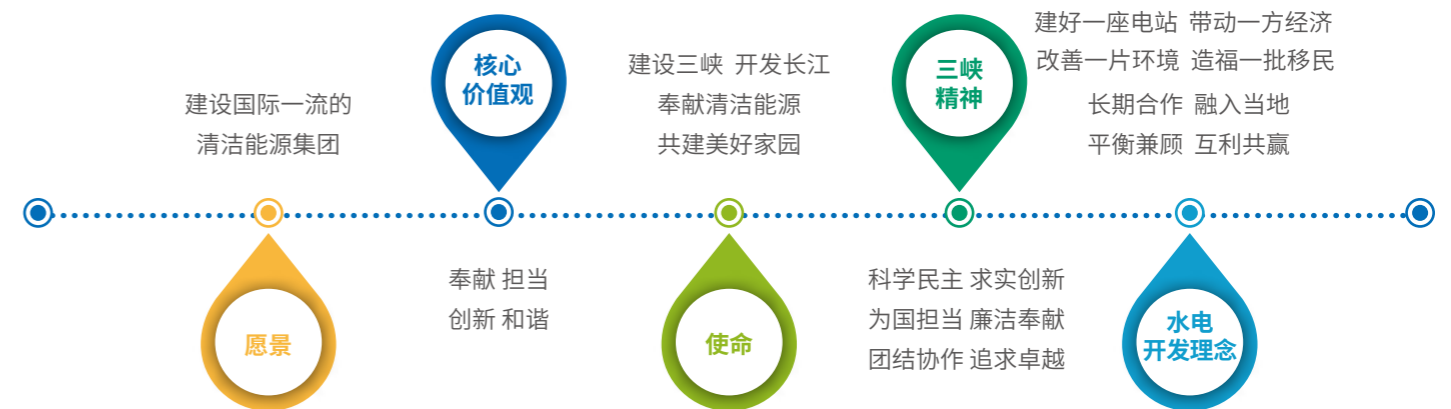 愿景
建设国际一流的
清洁能源集团
核心
价值观
奉献 担当
创新 和谐
使命
建设三峡 开发长江
奉献清洁能源
共建美好家园
三峡
精神
科学民主 求实创新
为国担当 廉洁奉献
团结协作 追求卓越
水电
开发理念
建好一座电站 带动一方经济
改善一片环境 造福一批移民
长期合作 融入当地
平衡兼顾 互利共赢